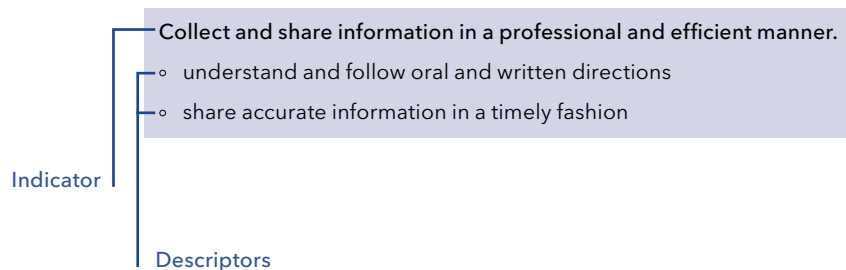 Collect and share information in a professional and efficient manner.
understand and follow oral and written directions
share accurate information in a timely fashion
Indicator
Descriptors